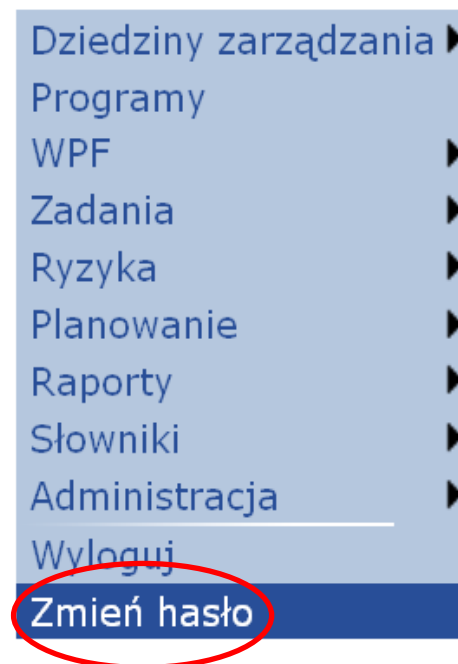 Dziedziny zarządzania
Programy
WPF
Zadania
Ryzyka
Planowanie
Raporty
Słowniki
Administracja
Wyloguj
Zmień hasło